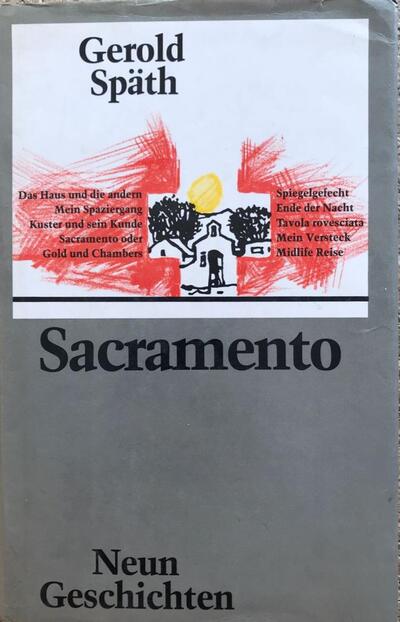 Gerold
Späth
Das Haus und die andern
Mein Spaziergang
Kuster und sein Kunde
Sacramento oder
Gold und Chambers
Spiegelgefecht
Ende der Nacht
Tavola rovesciata
Mein Versteck
Midlife Reise
Sacramento
Neun
Geschichten